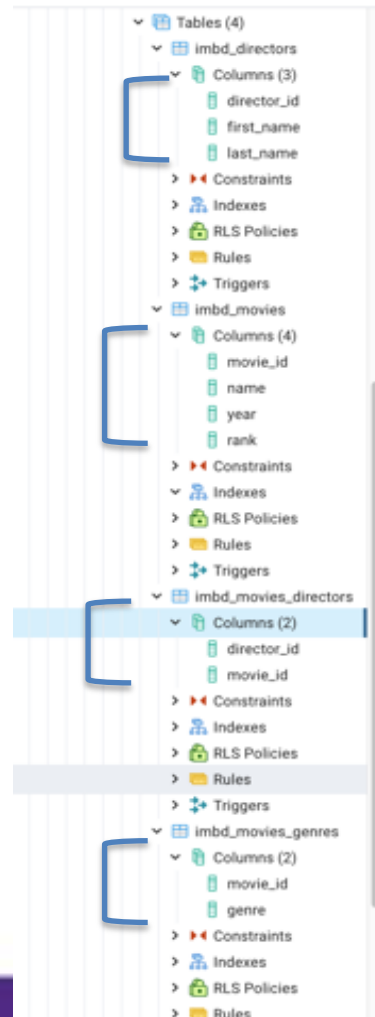 Tables (4)
imbd_directors
Columns (3)
director_id
first_name
last_name
Constraints
Indexes
RLS Policies
Rules
Triggers
imbd_movies
Columns (4)
movie_id
name
year
rank
Constraints
Indexes
RLS Policies
Rules
Triggers
imbd_movies_directors
Columns (2)
director_id
movie_id
Constraints
Indexes
RLS Policies
Rules
Triggers
imbd_movies_genres
Columns (2)
movie_id
genre
Constraints
Indexes
RLS Policies
Rules